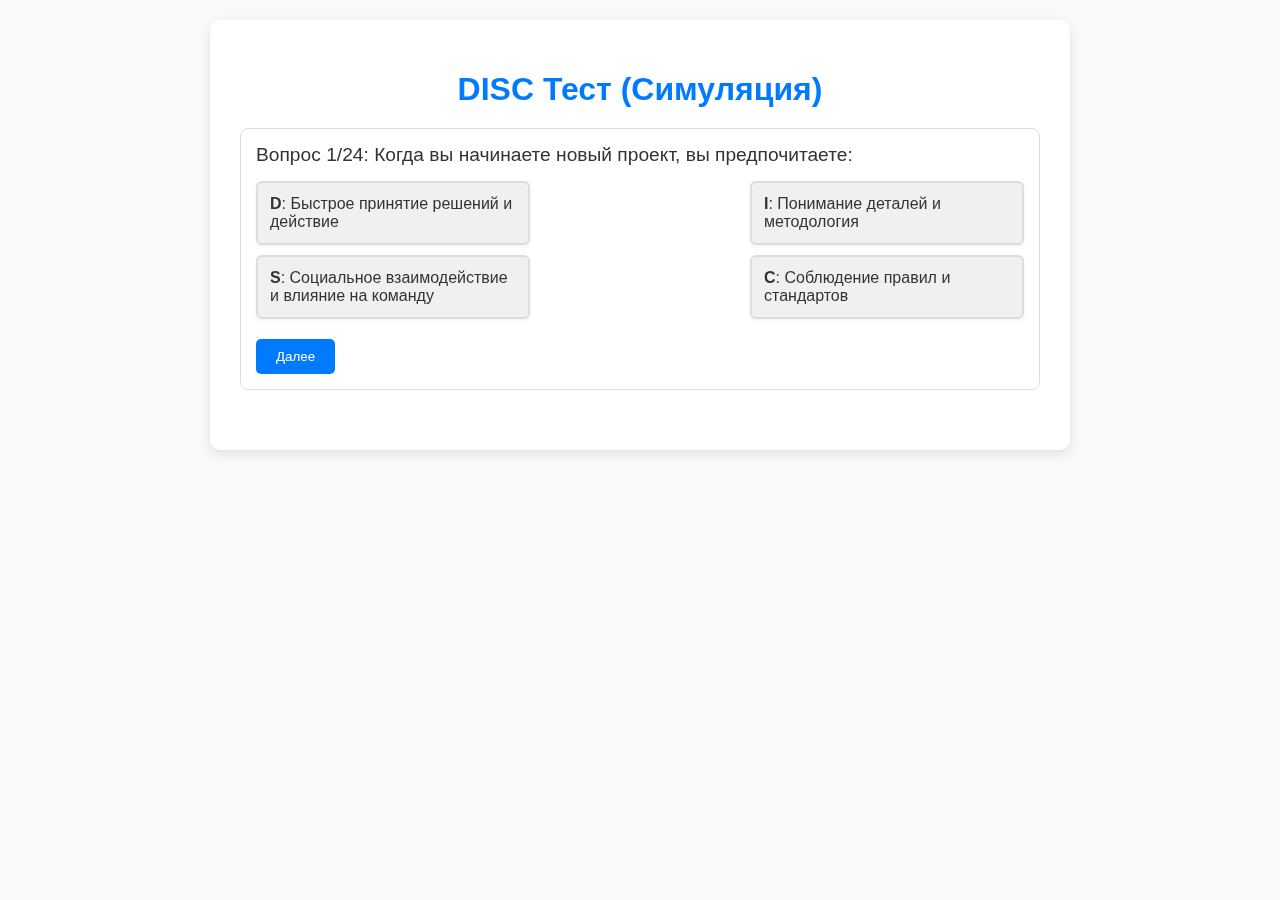 DISC Тест (Симуляция)
Вопрос 1/24: Когда вы начинаете новый проект, вы предпочитаете:
D: Быстрое принятие решений и
действие
I: Понимание деталей и
методология
S: Социальное взаимодействие
и влияние на команду
C: Соблюдение правил и
стандартов
Далее